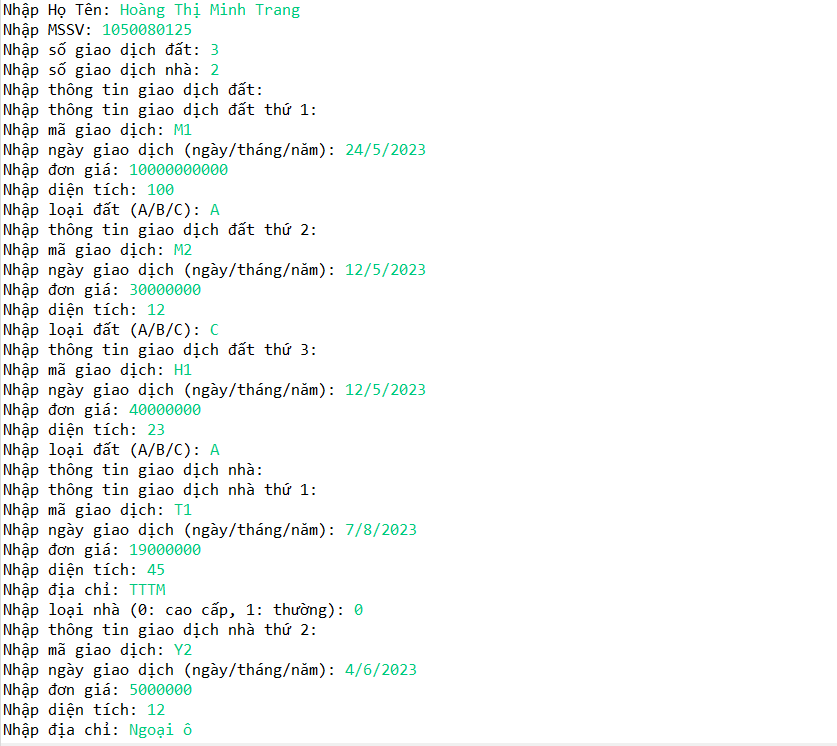 Nhập Họ Tên: Hoàng Thị Minh Trang
Nhập MSSV: 1050080125
Nhập số giao dịch đất: 3
Nhập số giao dịch nhà: 2
Nhập thông tin giao dịch đất:
Nhập thông tin giao dịch đất thứ 1:
Nhập mã giao dịch: M1
Nhập ngày giao dịch (ngày/tháng/năm): 24/5/2023
Nhập đơn giá: 10000000000
Nhập diện tích: 100
Nhập loại đất (A/B/C): A
Nhập thông tin giao dịch đất thứ 2:
Nhập mã giao dịch: M2
Nhập ngày giao dịch (ngày/tháng/năm): 12/5/2023
Nhập đơn giá: 30000000
Nhập diện tích: 12
Nhập loại đất (A/B/C): C
Nhập thông tin giao dịch đất thứ 3:
Nhập mã giao dịch: H1
Nhập ngày giao dịch (ngày/tháng/năm): 12/5/2023
Nhập đơn giá: 40000000
Nhập diện tích: 23
Nhập loại đất (A/B/C): A
Nhập thông tin giao dịch nhà:
Nhập thông tin giao dịch nhà thứ 1:
Nhập mã giao dịch: T1
Nhập ngày giao dịch (ngày/tháng/năm): 7/8/2023
Nhập đơn giá: 19000000
Nhập diện tích: 45
Nhập địa chỉ: TTTM
Nhập loại nhà (0: cao cấp, 1: thường): 0
Nhập thông tin giao dịch nhà thứ 2:
Nhập mã giao dịch: Y2
Nhập ngày giao dịch (ngày/tháng/năm): 4/6/2023
Nhập đơn giá: 5000000
Nhập diện tích: 12
Nhập địa chỉ: Ngoại ô